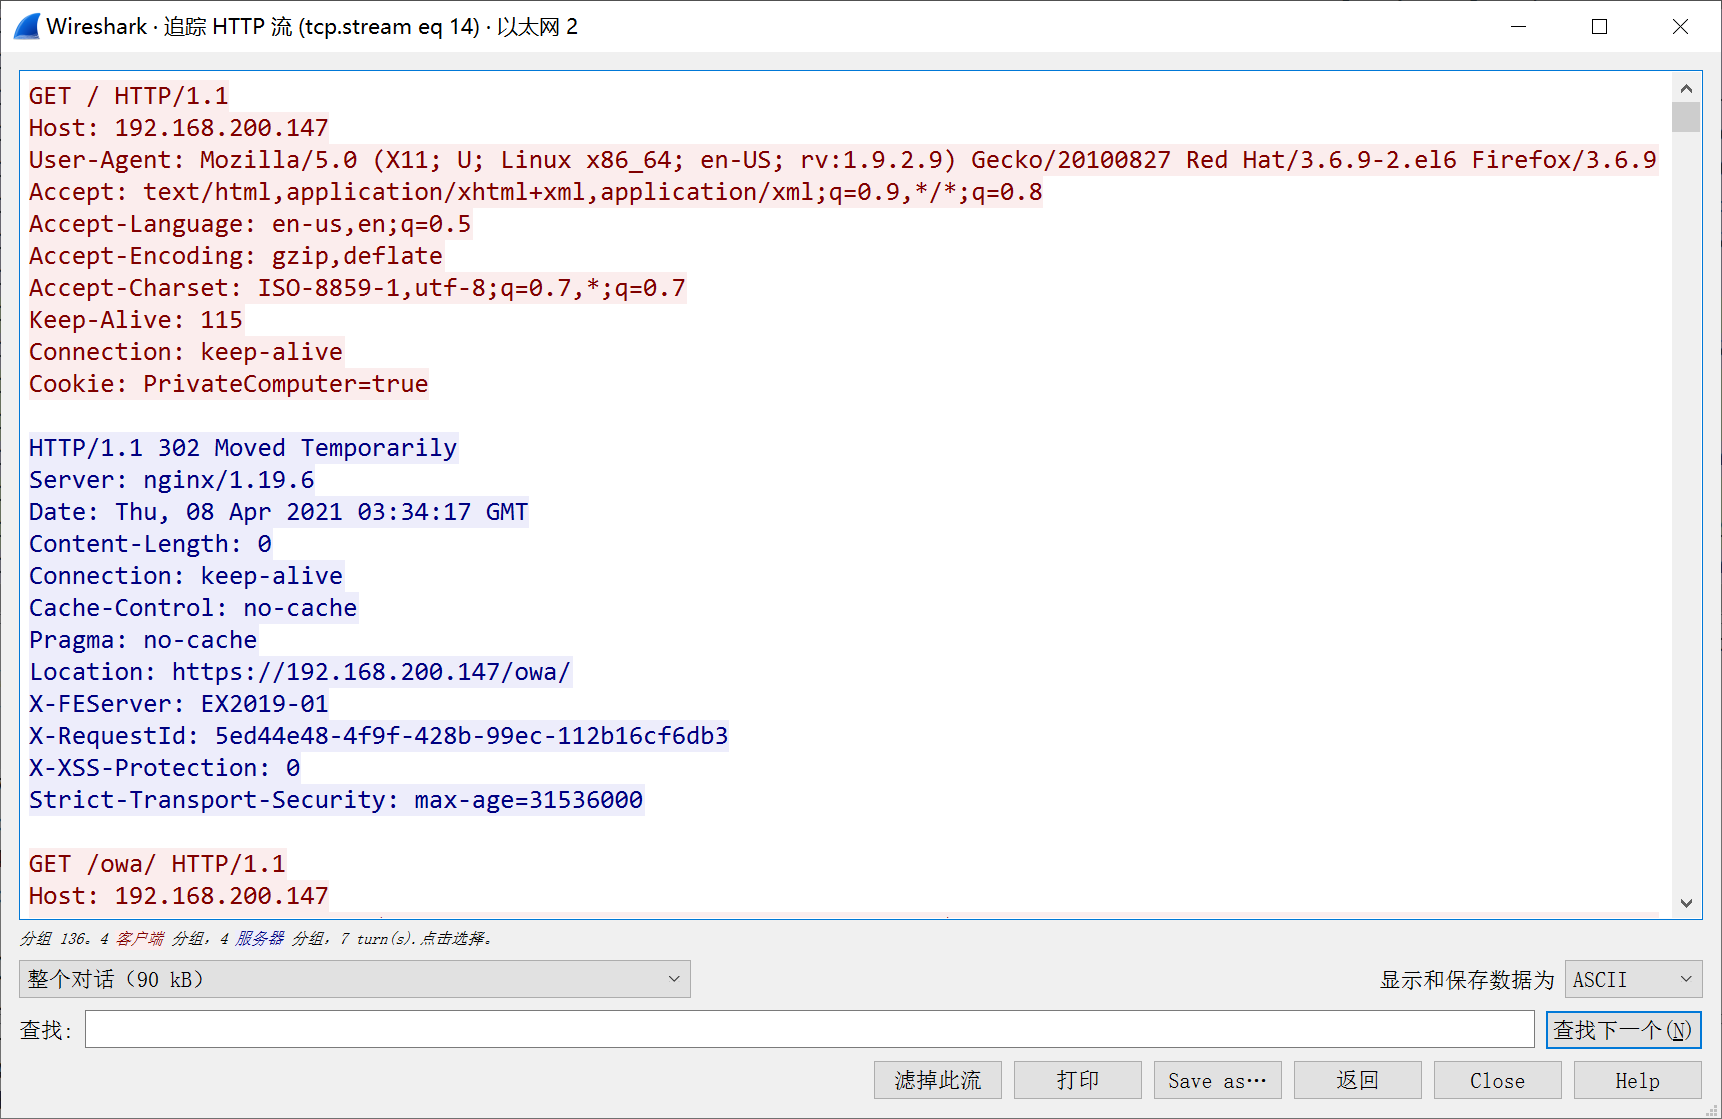 Wireshark · 追踪 HTTP 流 (tcp.stream eq 14) · 以太网 2
GET / HTTP/1.1
Host: 192.168.200.147
User-Agent: Mozilla/5.0 (X11; U; Linux x86_64; en-US; rv:1.9.2.9) Gecko/20100827 Red Hat/3.6.9-2.el6 Firefox/3.6.9
Accept: text/html,application/xhtml+xml,application/xml;q=0.9,*/*;q=0.8
Accept-Language: en-us,en;q=0.5
Accept-Encoding: gzip,deflate
Accept-Charset: ISO-8859-1,utf-8;q=0.7,*;q=0.7
Keep-Alive: 115
Connection: keep-alive
Cookie: PrivateComputer=true
HTTP/1.1 302 Moved Temporarily
Server: nginx/1.19.6
Date: Thu, 08 Apr 2021 03:34:17 GMT
Content-Length: 0
Connection: keep-alive
Cache-Control: no-cache
Pragma: no-cache
Location: https://192.168.200.147/owa/
X-FEServer: EX2019-01
X-RequestId: 5ed44e48-4f9f-428b-99ec-112b16cf6db3
X-XSS-Protection: 0
Strict-Transport-Security: max-age=31536000
GET /owa/ HTTP/1.1
Host: 192.168.200.147
分组 136。4 客户端 分组，4 服务器 分组，7 turn(s).点击选择。
整个对话（90 kB） 显示和保存数据为 ASCII
查找: 查找下一个(N)
滤掉此流 打印 Save as… 返回 Close Help